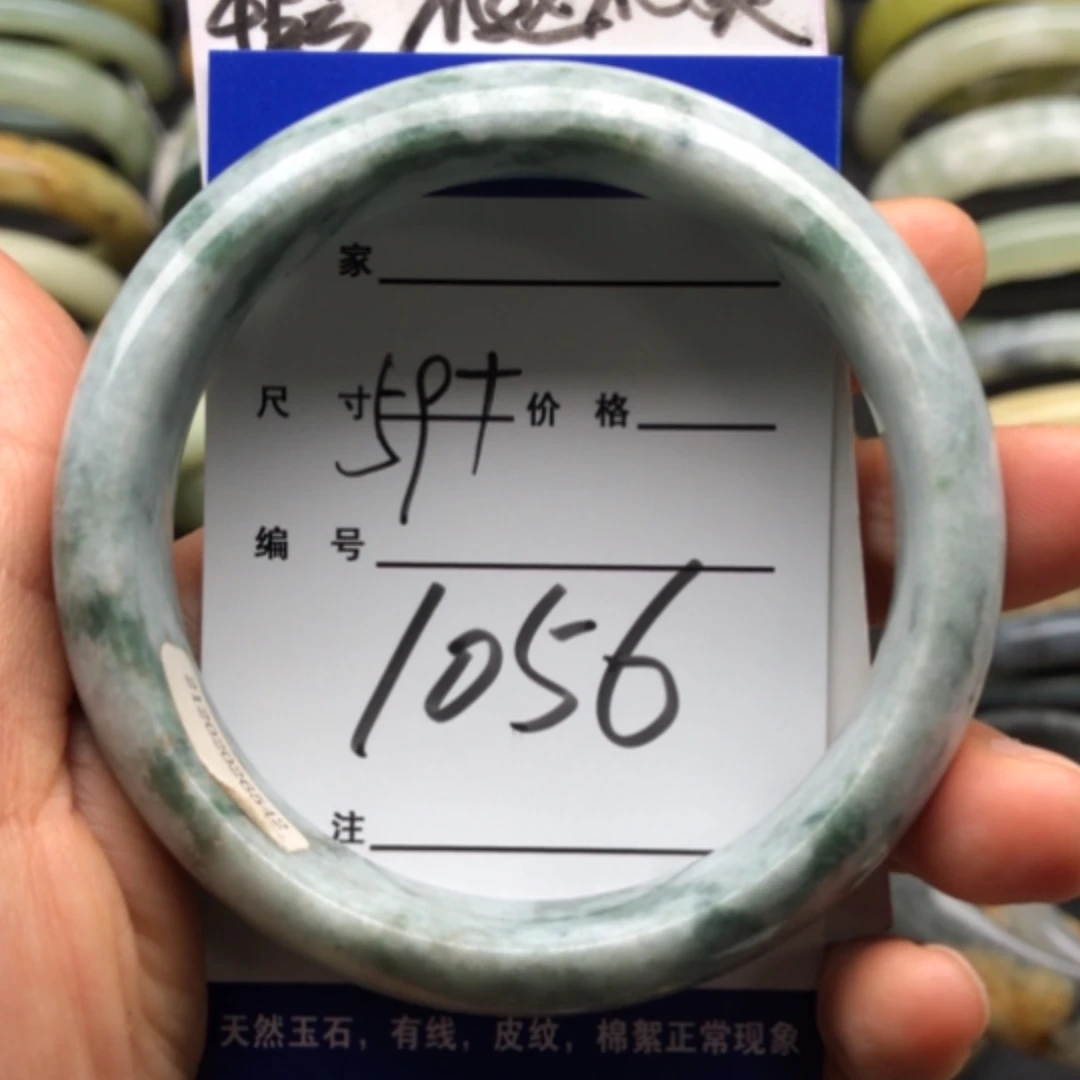 家
尺 寸 59+ 价 格
编 号
1056
注
天然玉石，有线，皮纹，棉絮正常现象